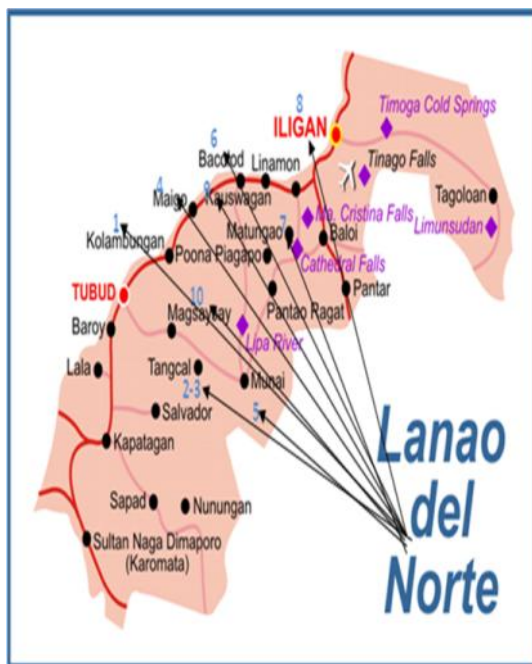 8
ILIGAN
Timoga Cold Springs
6
Bacolod
Linamon
Tinago Falls
4
Maigo
9
Kauswagan
Tagoloan
1
Kolambungan
Matungao
7
Ma. Cristina Falls
Limunsudan
Baloi
Poona Piagapo
Cathedral Falls
TUBUD
10
Magsaysay
Pantao Ragat
Pantar
Baroy
Lipa River
Lala
Tangcal
Munai
2-3
Salvador
5
Kapatagan
Sapad
Nunungan
Sultan Naga Dimaporo
(Karomata)
Lanao
del
Norte